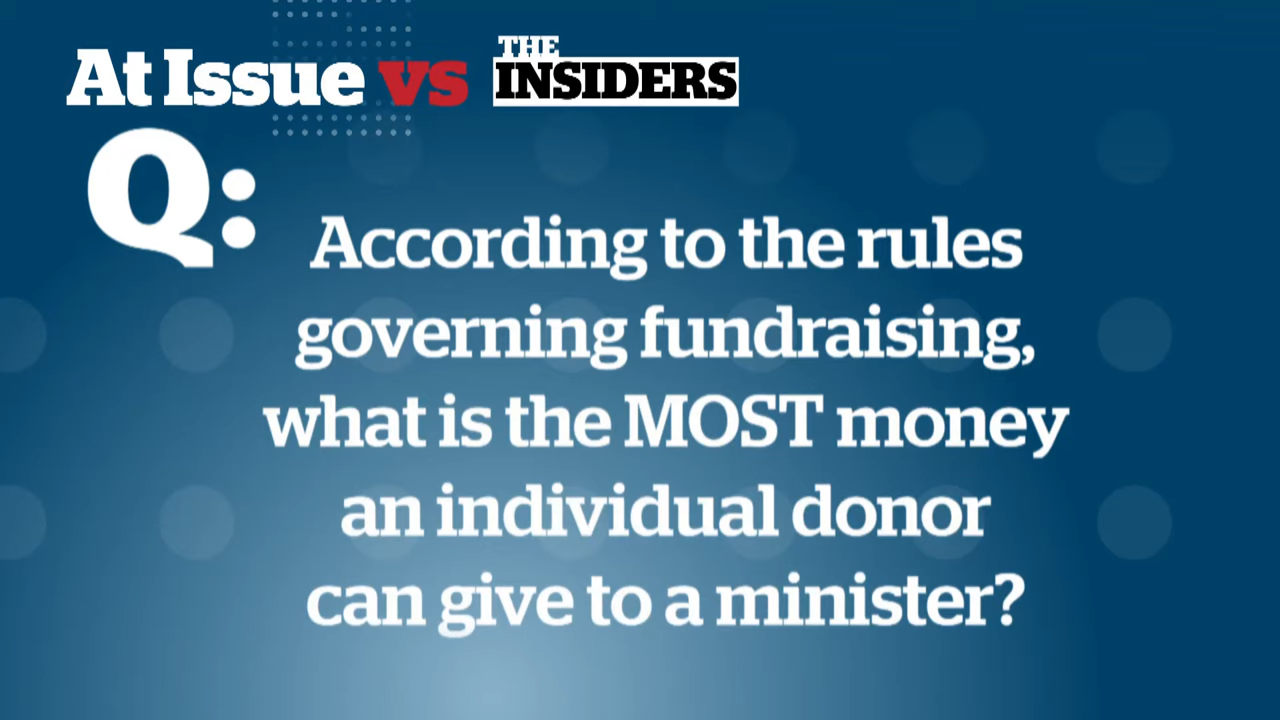 At Issue vs THE INSIDERS
Q:
According to the rules
governing fundraising,
what is the MOST money
an individual donor
can give to a minister?